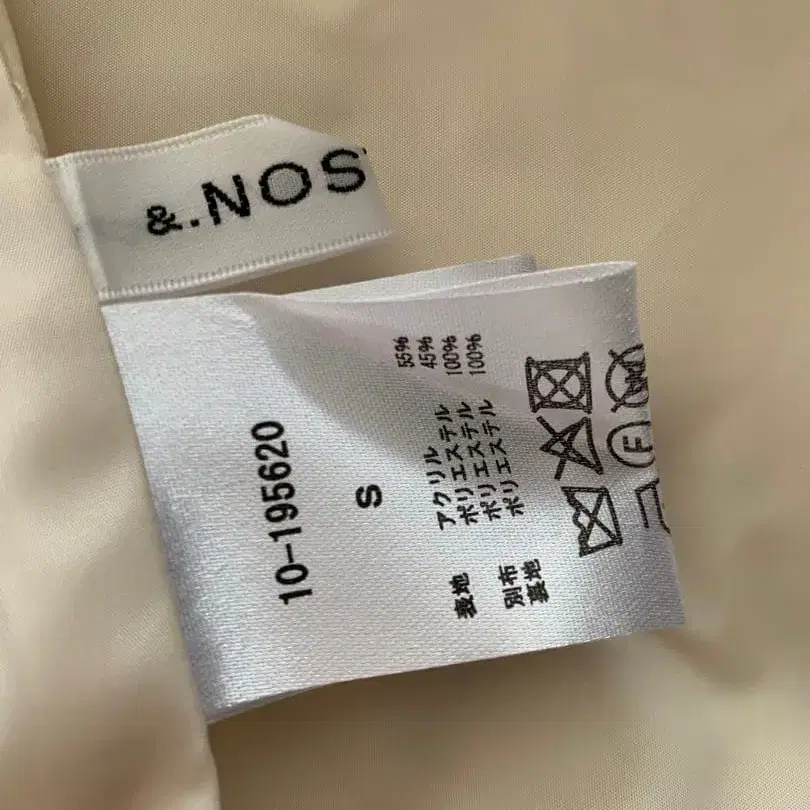 &.NOS
10-195620
S
表地 アクリル 55%
ポリエステル 45%
別布 ポリエステル 100%
裏地 ポリエステル 100%
F